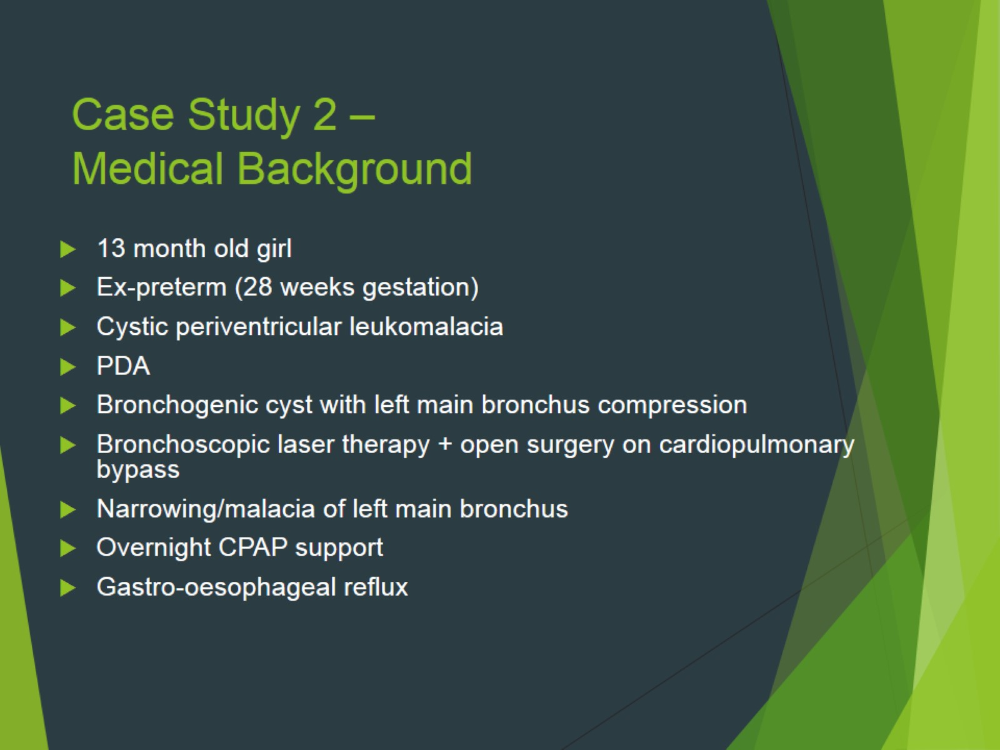 Case Study 2 –
Medical Background
13 month old girl
Ex-preterm (28 weeks gestation)
Cystic periventricular leukomalacia
PDA
Bronchogenic cyst with left main bronchus compression
Bronchoscopic laser therapy + open surgery on cardiopulmonary
bypass
Narrowing/malacia of left main bronchus
Overnight CPAP support
Gastro-oesophageal reflux